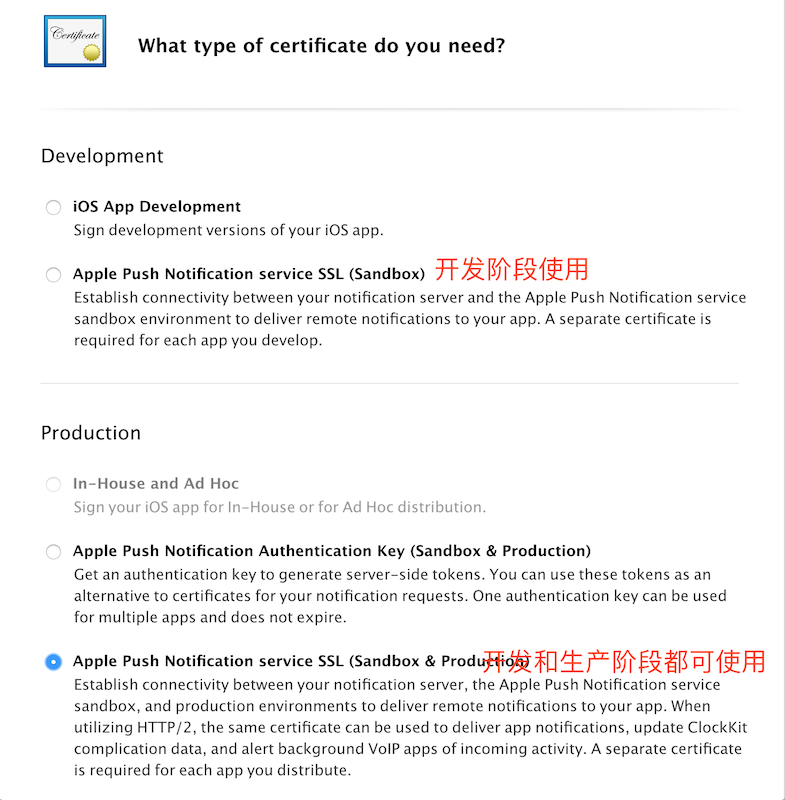 Certificate
What type of certificate do you need?
Development
iOS App Development
Sign development versions of your iOS app.
Apple Push Notification service SSL (Sandbox) 开发阶段使用
Establish connectivity between your notification server and the Apple Push Notification service
sandbox environment to deliver remote notifications to your app. A separate certificate is
required for each app you develop.
Production
In-House and Ad Hoc
Sign your iOS app for In-House or for Ad Hoc distribution.
Apple Push Notification Authentication Key (Sandbox & Production)
Get an authentication key to generate server-side tokens. You can use these tokens as an
alternative to certificates for your notification requests. One authentication key can be used
for multiple apps and does not expire.
Apple Push Notification service SSL (Sandbox & Production) 开发和生产阶段都可使用
Establish connectivity between your notification server, the Apple Push Notification service
sandbox, and production environments to deliver remote notifications to your app. When
utilizing HTTP/2, the same certificate can be used to deliver app notifications, update ClockKit
complication data, and alert background VoIP apps of incoming activity. A separate certificate
is required for each app you distribute.